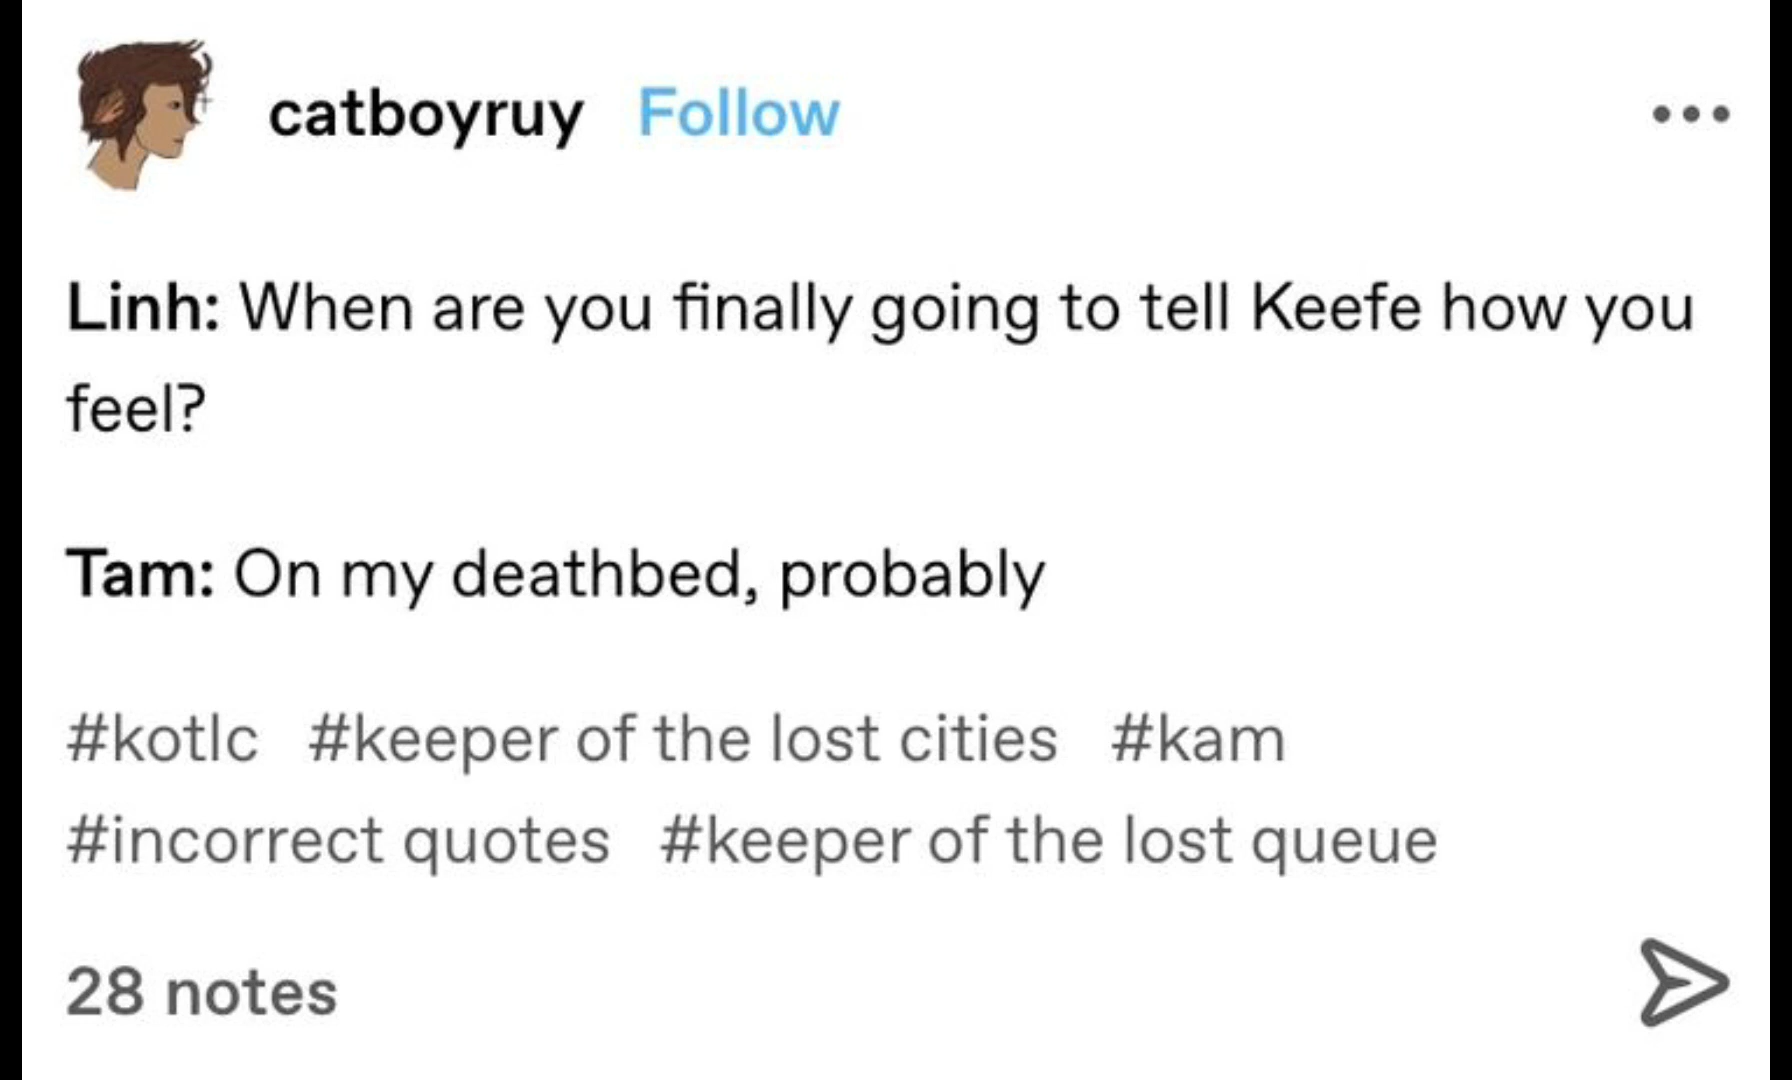 catboyruy Follow
Linh: When are you finally going to tell Keefe how you
feel?
Tam: On my deathbed, probably
#kotlc #keeper of the lost cities #kam
#incorrect quotes #keeper of the lost queue
28 notes